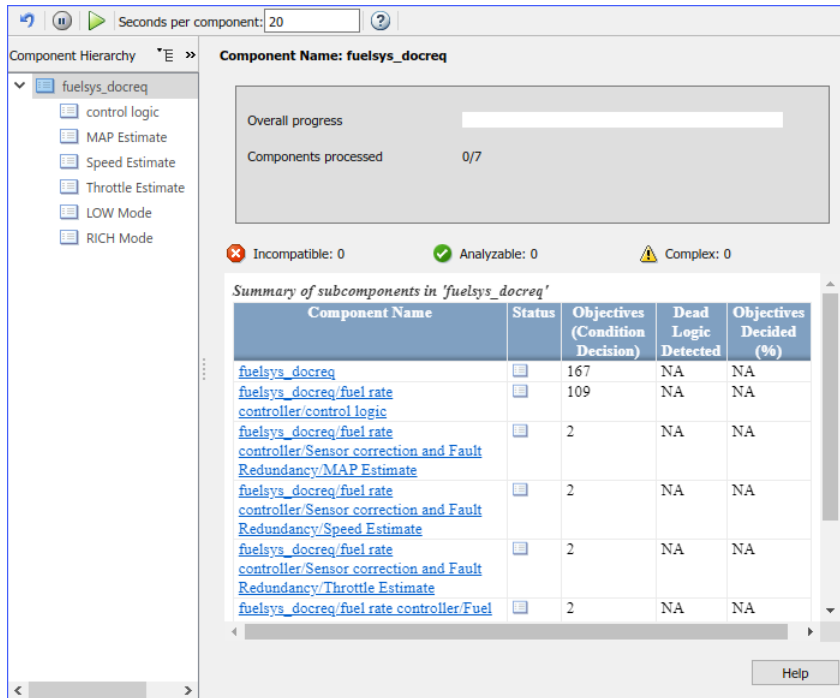 Seconds per component: 20
Component Hierarchy
Component Name: fuelsys_docreq
fuelsys_docreq
control logic
MAP Estimate
Speed Estimate
Throttle Estimate
LOW Mode
RICH Mode
Overall progress
Components processed 0/7
Incompatible: 0 Analyzable: 0 Complex: 0
Summary of subcomponents in 'fuelsys_docreq'
Component Name Status Objectives Dead Objectives
(Condition Logic Decided
Decision) Detected (%)
fuelsys_docreq 167 NA NA
fuelsys_docreq/fuel rate 109 NA NA
controller/control logic
fuelsys_docreq/fuel rate 2 NA NA
controller/Sensor correction and Fault
Redundancy/MAP Estimate
fuelsys_docreq/fuel rate 2 NA NA
controller/Sensor correction and Fault
Redundancy/Speed Estimate
fuelsys_docreq/fuel rate 2 NA NA
controller/Sensor correction and Fault
Redundancy/Throttle Estimate
fuelsys_docreq/fuel rate controller/Fuel 2 NA NA
Help